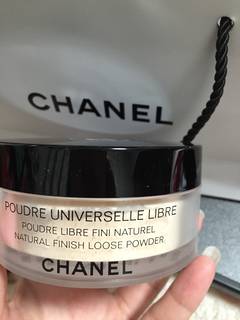 CHANEL
POUDRE UNIVERSELLE LIBRE
POUDRE LIBRE FINI NATUREL
NATURAL FINISH LOOSE POWDER
CHANEL